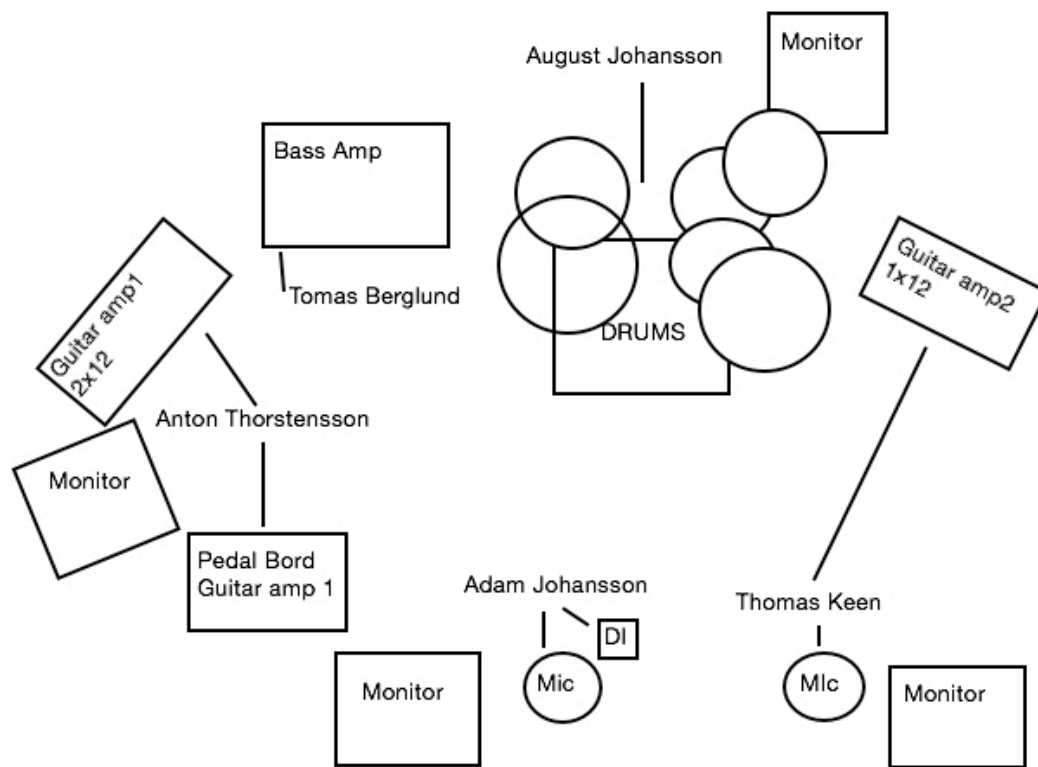 Monitor
August Johansson
Bass Amp
Tomas Berglund
Guitar amp1
2x12
Guitar amp2
1x12
DRUMS
Anton Thorstensson
Monitor
Pedal Bord
Guitar amp 1
Adam Johansson
Thomas Keen
DI
Monitor
Mic
MIc
Monitor